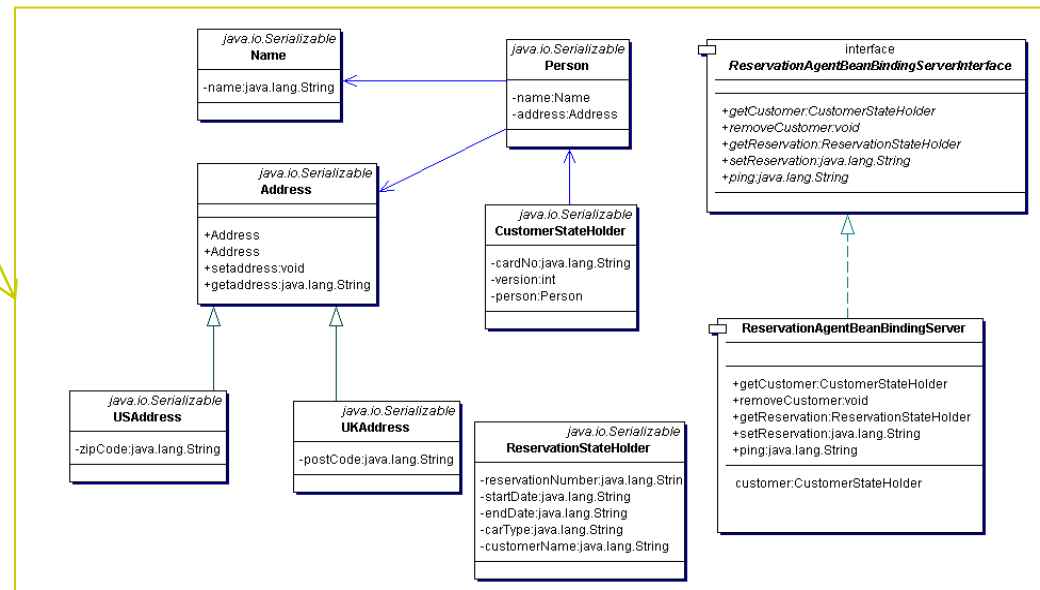 java.io.Serializable
Name
-name:java.lang.String
java.io.Serializable
Person
-name:Name
-address:Address
interface
ReservationAgentBeanBindingServerInterface
+getCustomer:CustomerStateHolder
+removeCustomer:void
+getReservation:ReservationStateHolder
+setReservation:java.lang.String
+ping:java.lang.String
java.io.Serializable
Address
+Address
+Address
+setaddress:void
+getaddress:java.lang.String
java.io.Serializable
CustomerStateHolder
-cardNo:java.lang.String
-version:int
-person:Person
ReservationAgentBeanBindingServer
+getCustomer:CustomerStateHolder
+removeCustomer:void
+getReservation:ReservationStateHolder
+setReservation:java.lang.String
+ping:java.lang.String
customer:CustomerStateHolder
java.io.Serializable
USAddress
-zipCode:java.lang.String
java.io.Serializable
UKAddress
-postCode:java.lang.String
java.io.Serializable
ReservationStateHolder
-reservationNumber:java.lang.Strin
-startDate:java.lang.String
-endDate:java.lang.String
-carType:java.lang.String
-customerName:java.lang.String